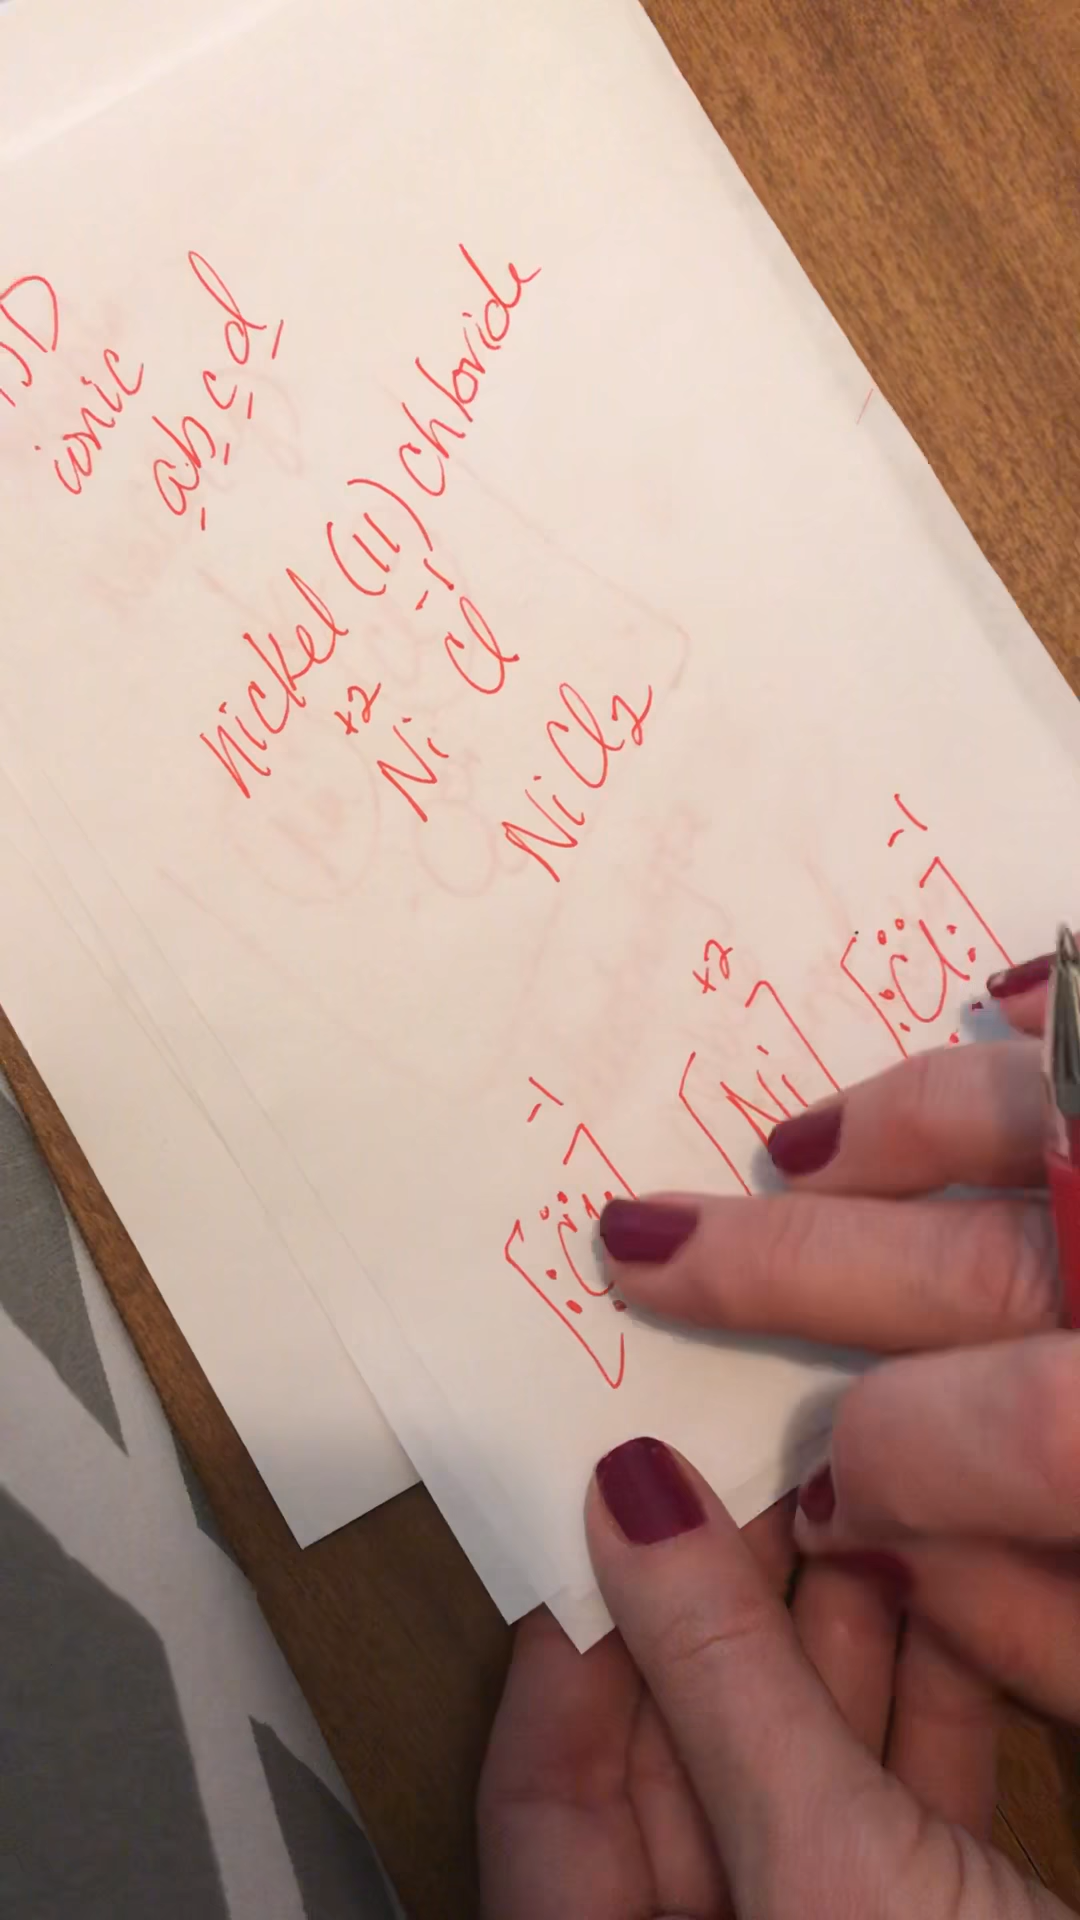 ionic
a b c d
nickel (II) chloride
+2 -1
Ni Cl
NiCl2
-1 +2 -1
[Cl] [Ni] [:Cl:]